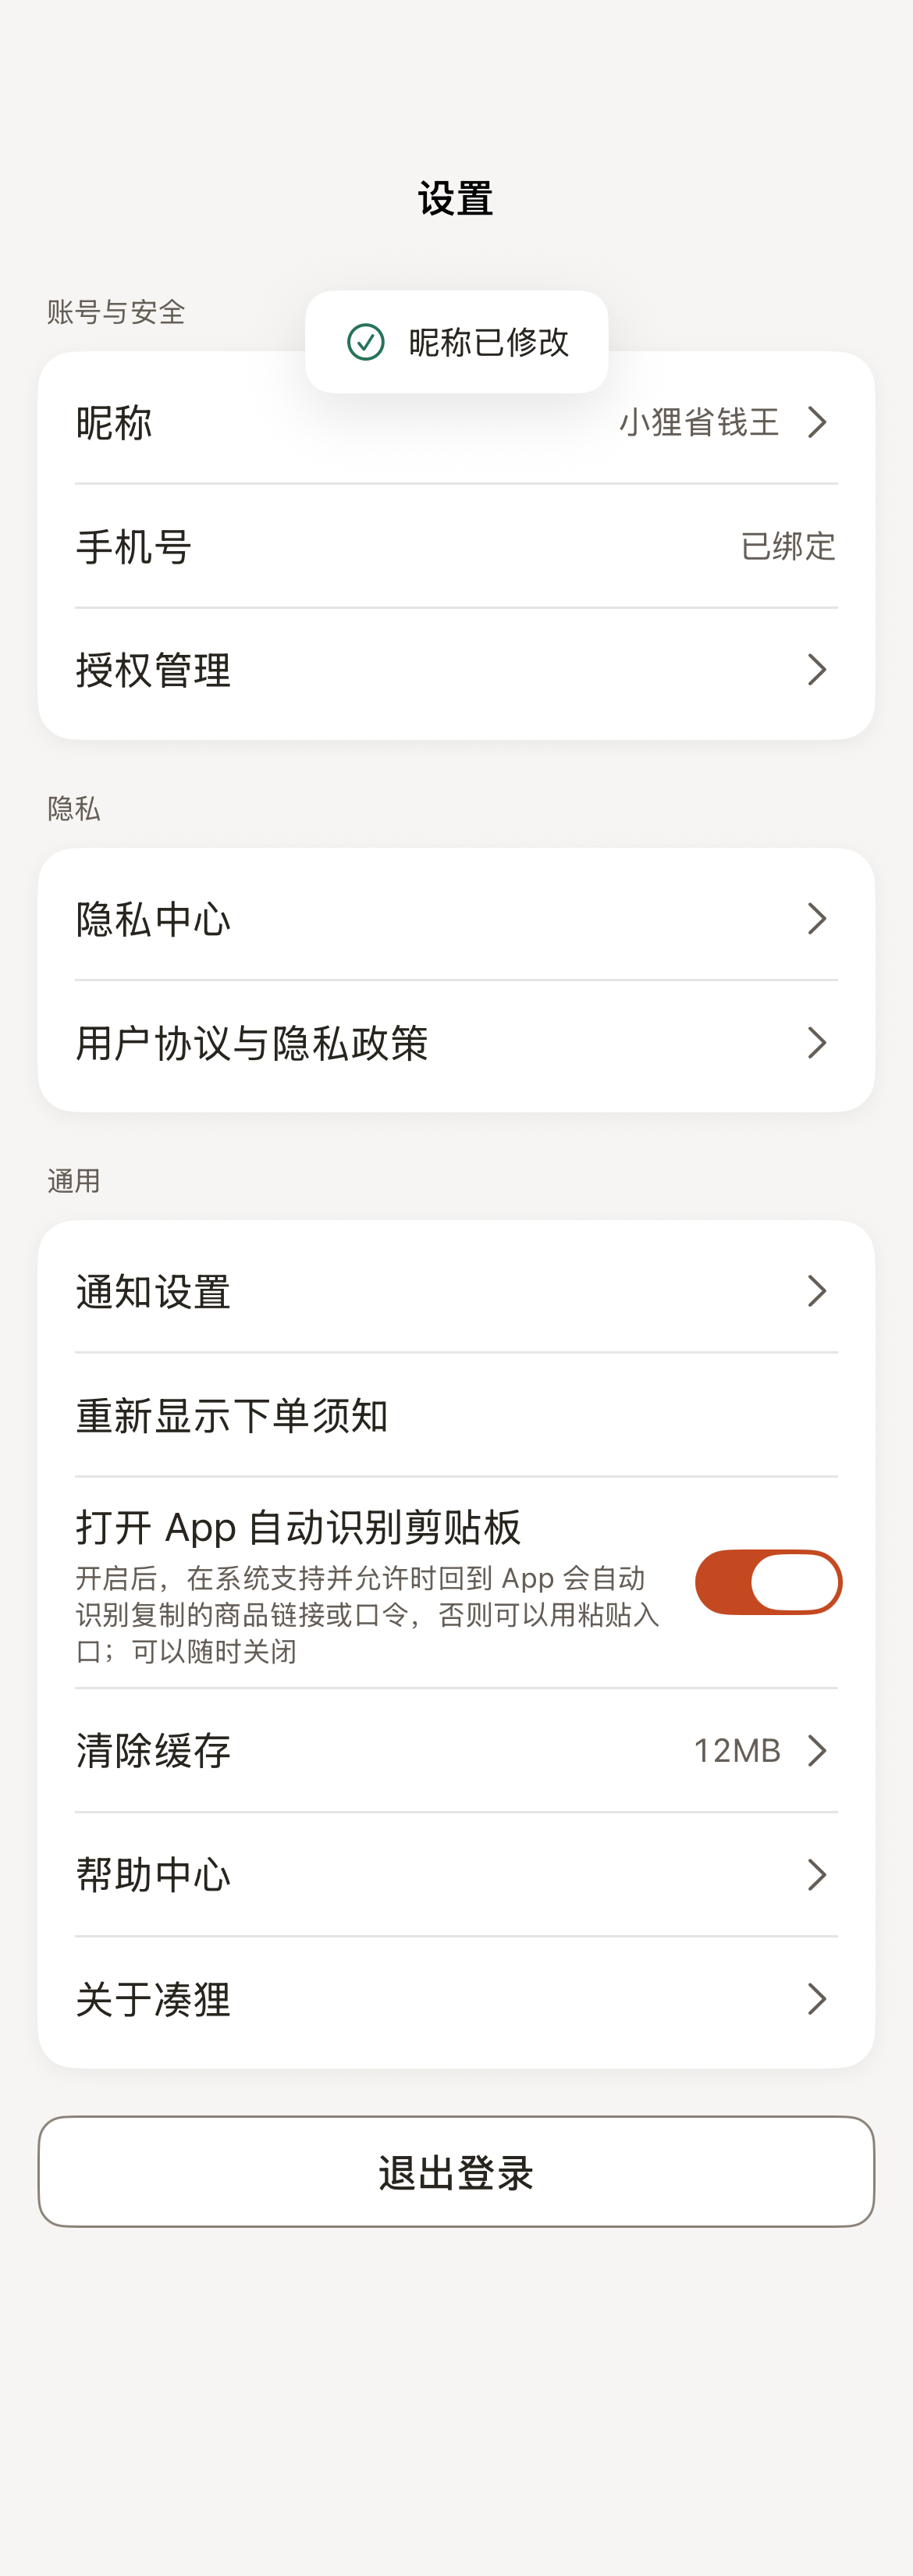 设置
账号与安全
昵称已修改
昵称
小狸省钱王
手机号
已绑定
授权管理
隐私
隐私中心
用户协议与隐私政策
通用
通知设置
重新显示下单须知
打开 App 自动识别剪贴板
开启后，在系统支持并允许时回到 App 会自动
识别复制的商品链接或口令，否则可以用粘贴入
口；可以随时关闭
清除缓存
12MB
帮助中心
关于凑狸
退出登录